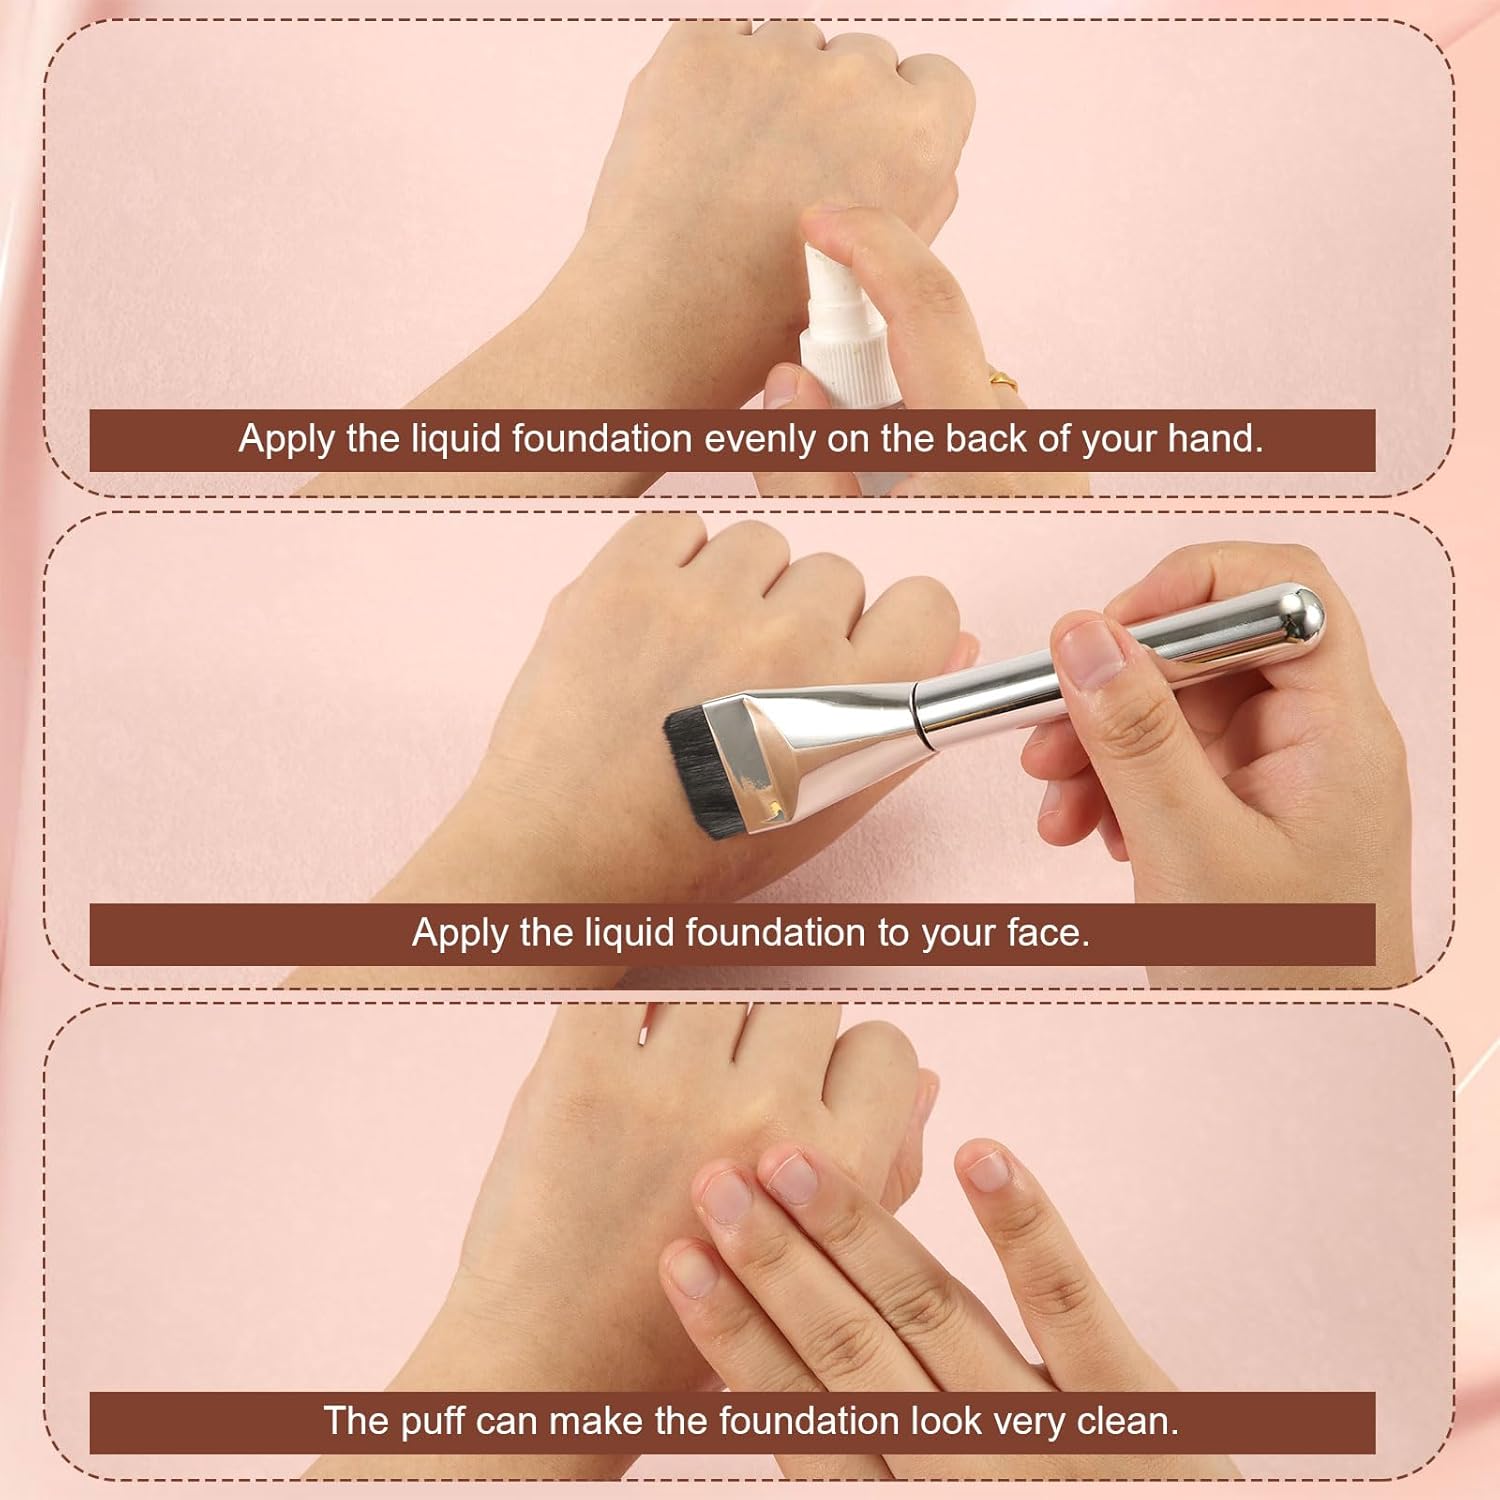 Apply the liquid foundation evenly on the back of your hand.
Apply the liquid foundation to your face.
The puff can make the foundation look very clean.